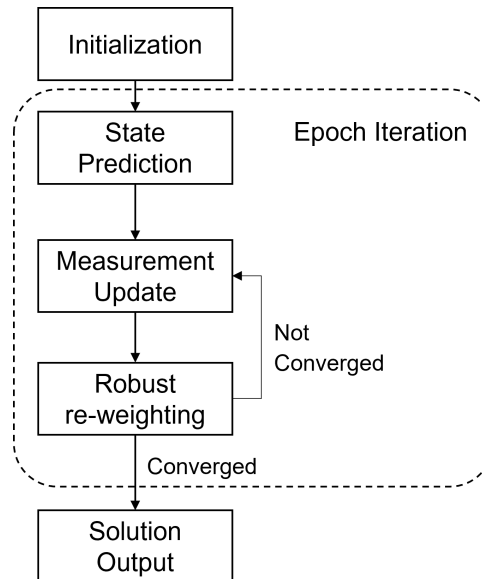 Initialization
State
Prediction
Epoch Iteration
Measurement
Update
Not
Converged
Robust
re-weighting
Converged
Solution
Output